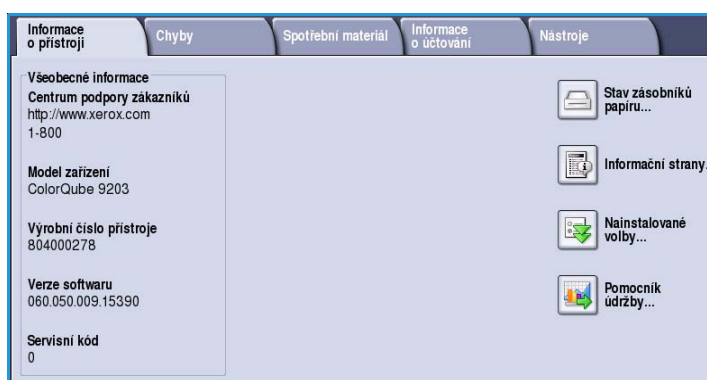 Informace
o přístroji
Chyby
Spotřební materiál
Informace
o účtování
Nástroje
Všeobecné informace
Centrum podpory zákazníků
http://www.xerox.com
1-800
Model zařízení
ColorQube 9203
Výrobní číslo přístroje
804000278
Verze softwaru
060.050.009.15390
Servisní kód
0
Stav zásobníků
papíru...
Informační strany.
Nainstalované
volby...
Pomocník
údržby...